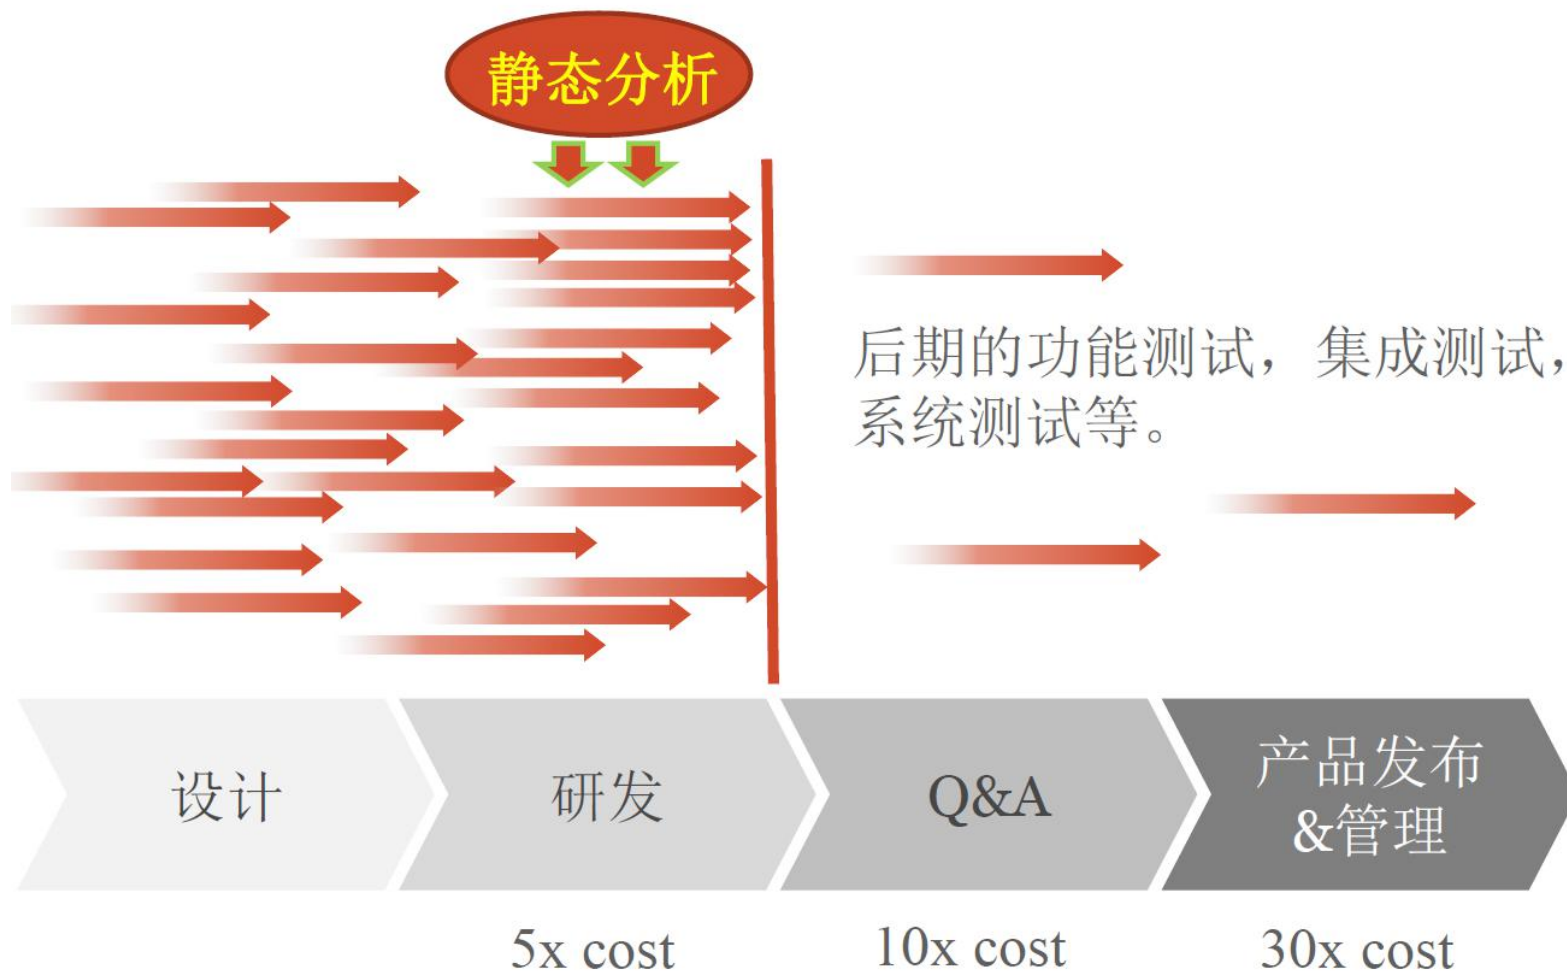 静态分析
后期的功能测试，集成测试，
系统测试等。
设计
研发
Q&A
产品发布
&管理
5x cost
10x cost
30x cost